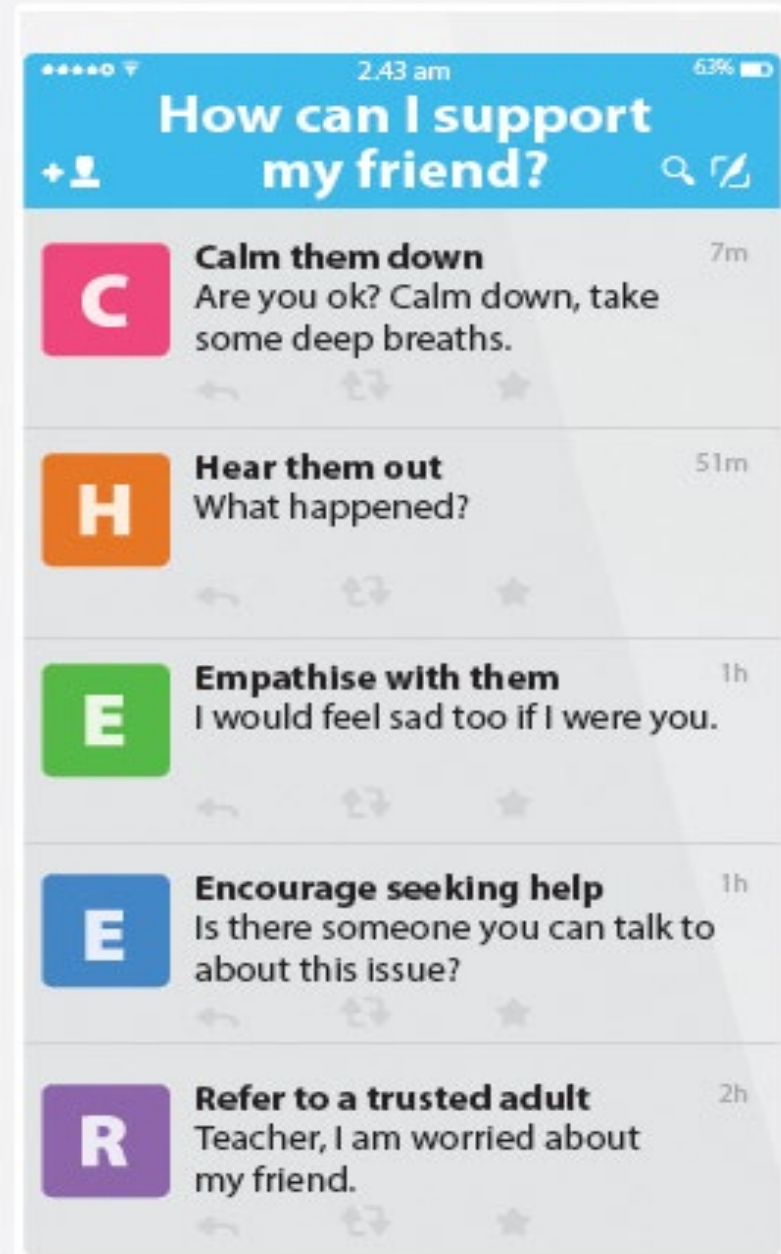 2.43 am
63%
How can I support
my friend?
C
Calm them down
7m
Are you ok? Calm down, take
some deep breaths.
H
Hear them out
51m
What happened?
E
Empathise with them
1h
I would feel sad too if I were you.
E
Encourage seeking help
1h
Is there someone you can talk to
about this issue?
R
Refer to a trusted adult
2h
Teacher, I am worried about
my friend.